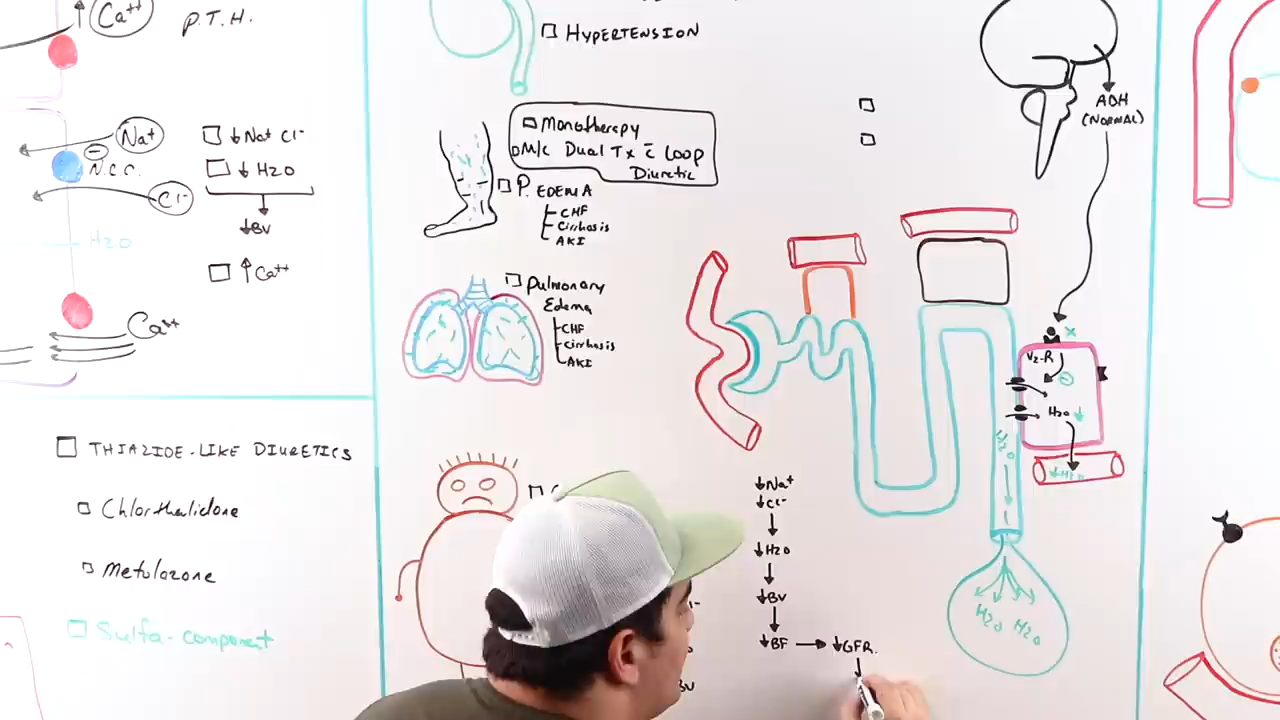 Ca++
P.T.H.
Na+
N.C.C.
Cl-
H2O
Ca++
↓Na+ Cl-
↓ H2O
↓BV
↑ Ca++
THIAZIDE-LIKE DIURETICS
Chlorthalidone
Metolazone
Sulfa-component
HYPERTENSION
Monotherapy
M/c Dual Tx c̄ Loop
Diuretic
P. EDEMA
CHF
Cirrhosis
AKI
Pulmonary
Edema
CHF
Cirrhosis
AKI
↓Na+
↓Cl-
↓H2O
↓BV
↓BF → ↓GFR
ADH
(NORMAL)
V2-R
H2O ↓
↓H2O
H2O
H2O H2O
BV